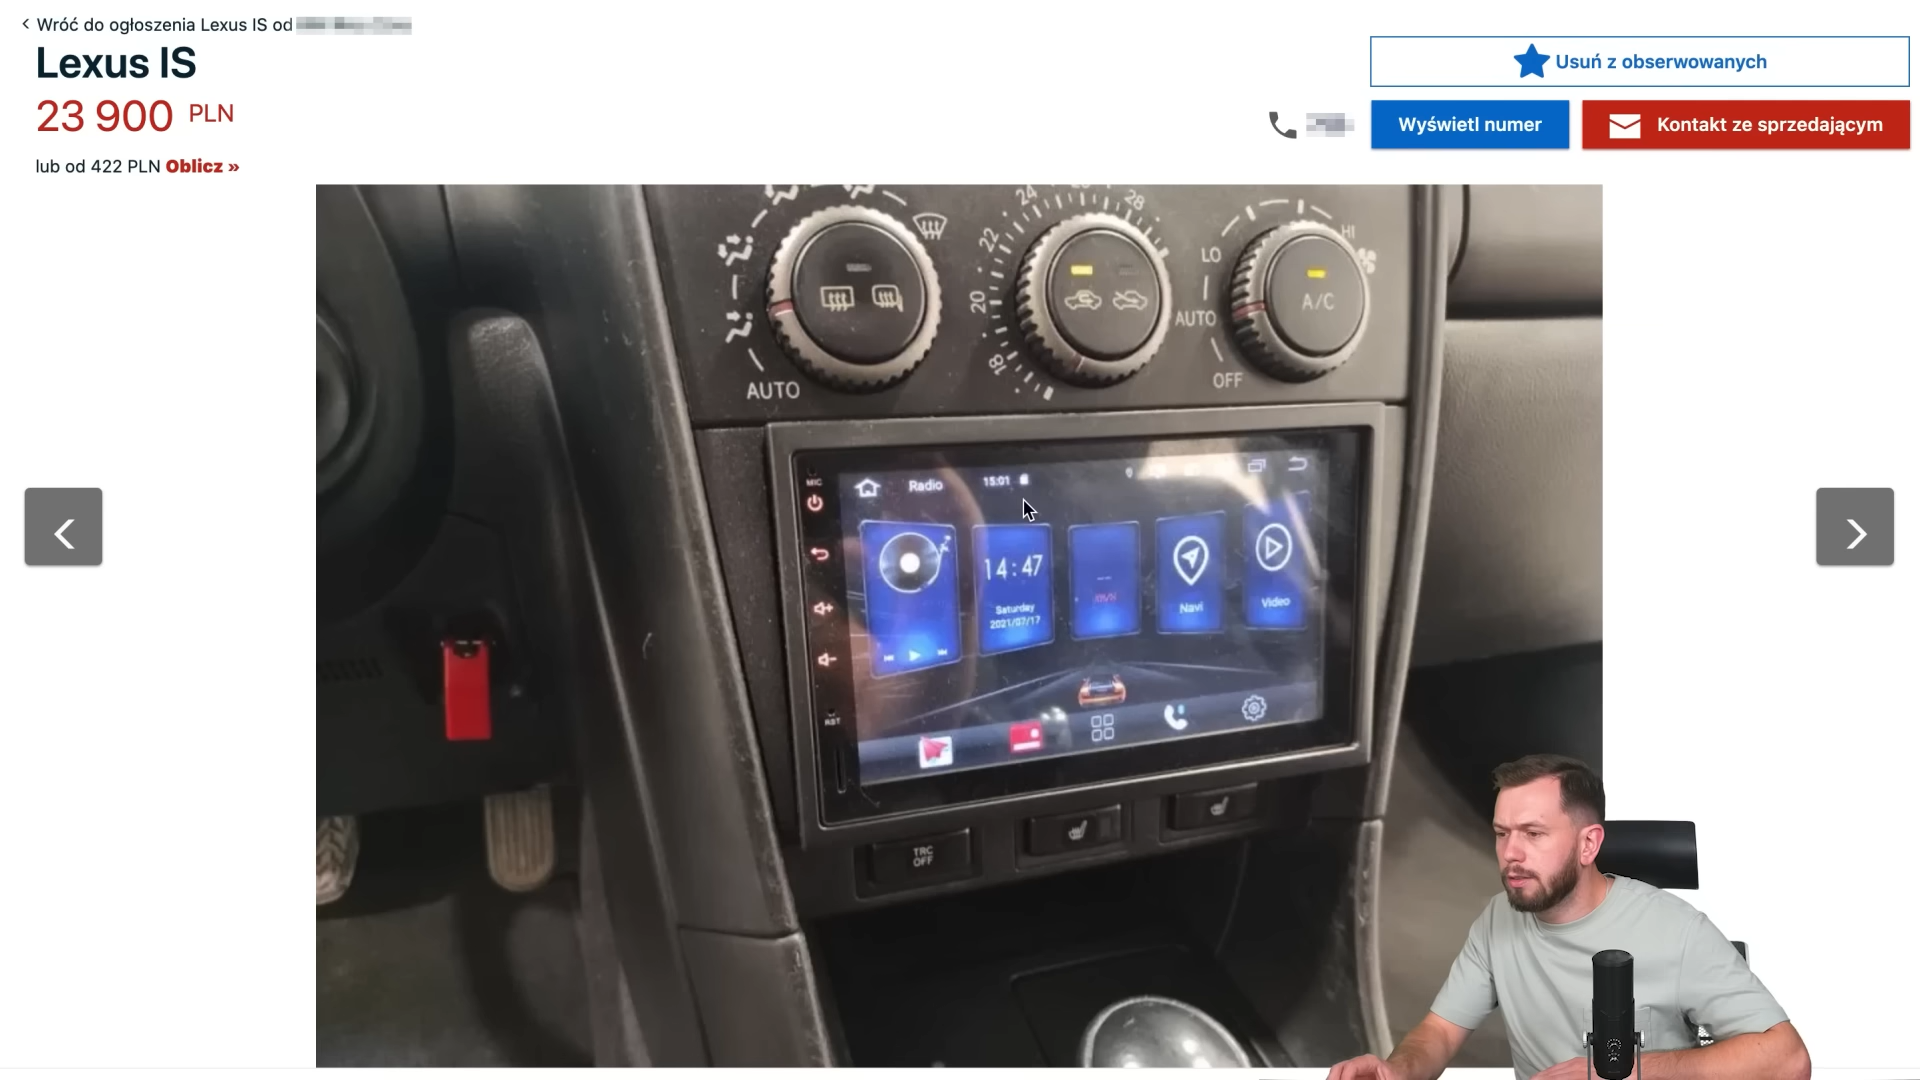 Wróć do ogłoszenia Lexus IS od
Lexus IS
23 900 PLN
lub od 422 PLN Oblicz »
Usuń z obserwowanych
Wyświetl numer
Kontakt ze sprzedającym
24
28
22
20
18
AUTO
HI
LO
AUTO
A/C
OFF
MIC
Radio
15:01
14:47
Saturday
2021/07/17
Navi
Video
RST
TRC
OFF